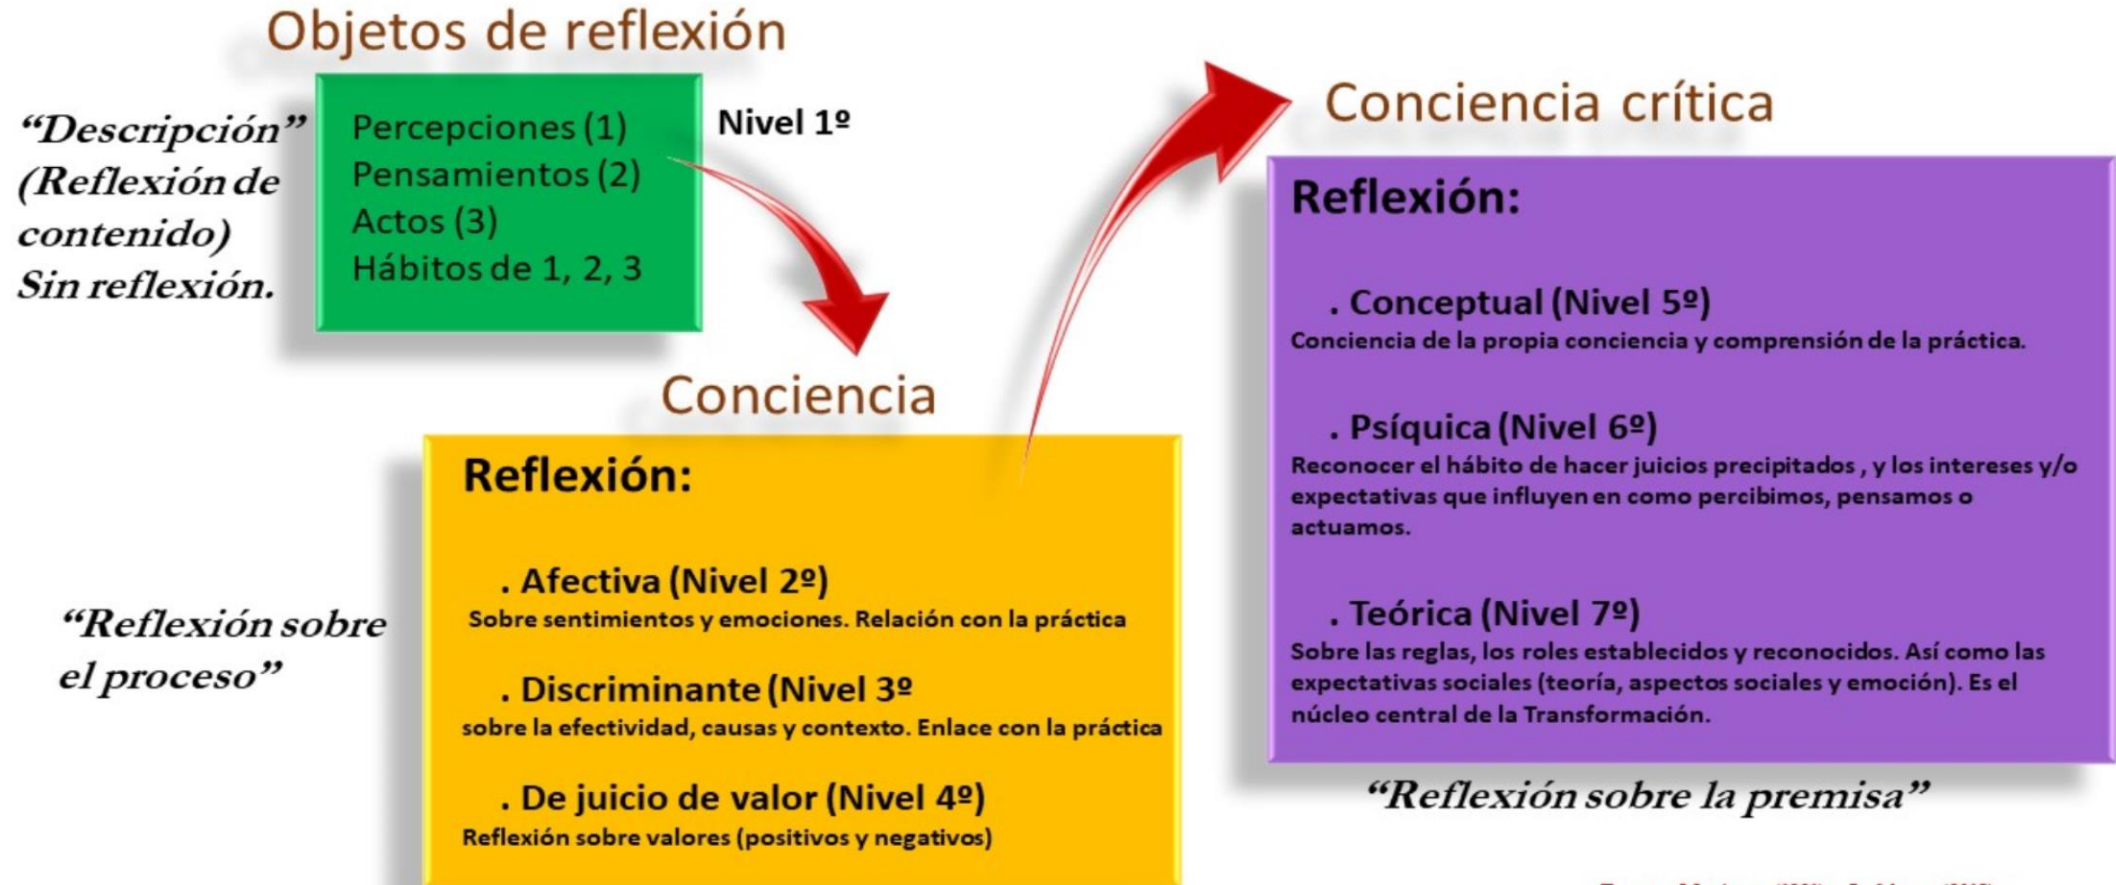 Objetos de reflexión
“Descripción”
(Reflexión de
contenido)
Sin reflexión.
Percepciones (1)
Pensamientos (2)
Actos (3)
Hábitos de 1, 2, 3
Nivel 1º
Conciencia
Reflexión:
. Afectiva (Nivel 2º)
Sobre sentimientos y emociones. Relación con la práctica
. Discriminante (Nivel 3º
sobre la efectividad, causas y contexto. Enlace con la práctica
. De juicio de valor (Nivel 4º)
Reflexión sobre valores (positivos y negativos)
“Reflexión sobre
el proceso”
Conciencia crítica
Reflexión:
. Conceptual (Nivel 5º)
Conciencia de la propia conciencia y comprensión de la práctica.
. Psíquica (Nivel 6º)
Reconocer el hábito de hacer juicios precipitados , y los intereses y/o
expectativas que influyen en como percibimos, pensamos o
actuamos.
. Teórica (Nivel 7º)
Sobre las reglas, los roles establecidos y reconocidos. Así como las
expectativas sociales (teoría, aspectos sociales y emoción). Es el
núcleo central de la Transformación.
“Reflexión sobre la premisa”